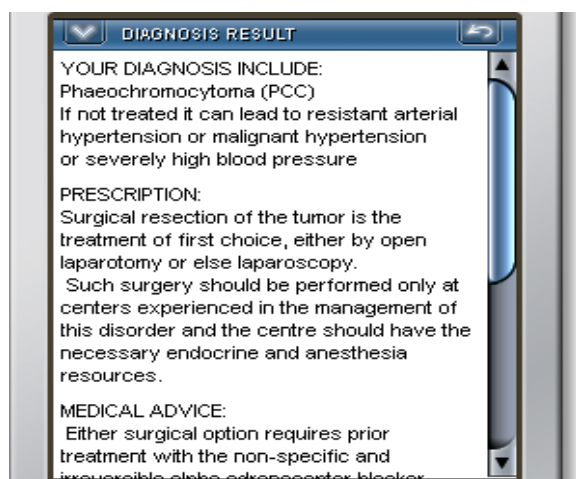 DIAGNOSIS RESULT
YOUR DIAGNOSIS INCLUDE:
Phaeochromocytoma (PCC)
If not treated it can lead to resistant arterial
hypertension or malignant hypertension
or severely high blood pressure
PRESCRIPTION:
Surgical resection of the tumor is the
treatment of first choice, either by open
laparotomy or else laparoscopy.
Such surgery should be performed only at
centers experienced in the management of
this disorder and the centre should have the
necessary endocrine and anesthesia
resources.
MEDICAL ADVICE:
Either surgical option requires prior
treatment with the non-specific and
irreversible alpha adrenoceptor blocker